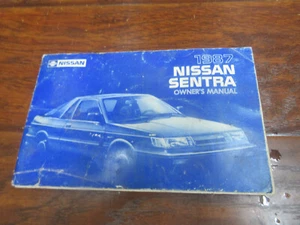 NISSAN
1987
NISSAN
SENTRA
OWNER'S MANUAL